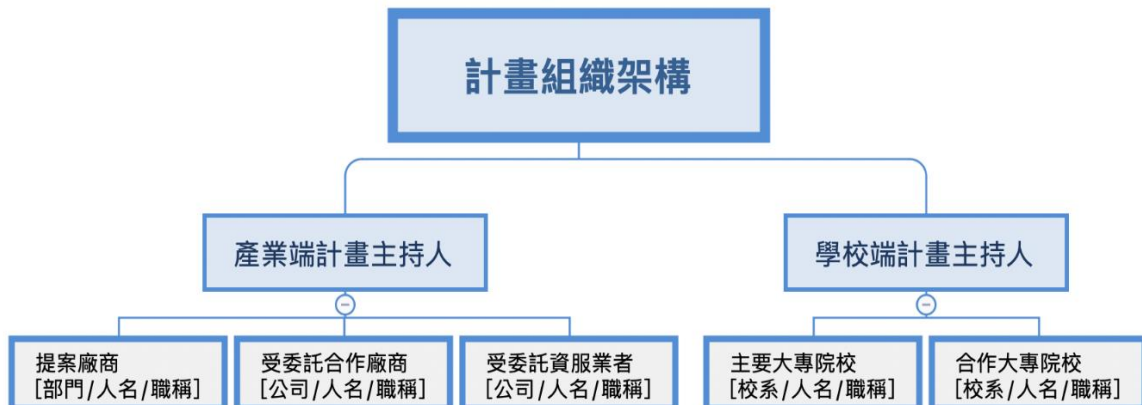 計畫組織架構
產業端計畫主持人
學校端計畫主持人
提案廠商
[部門/人名/職稱]
受委託合作廠商
[公司/人名/職稱]
受委託資服業者
[公司/人名/職稱]
主要大專院校
[校系/人名/職稱]
合作大專院校
[校系/人名/職稱]